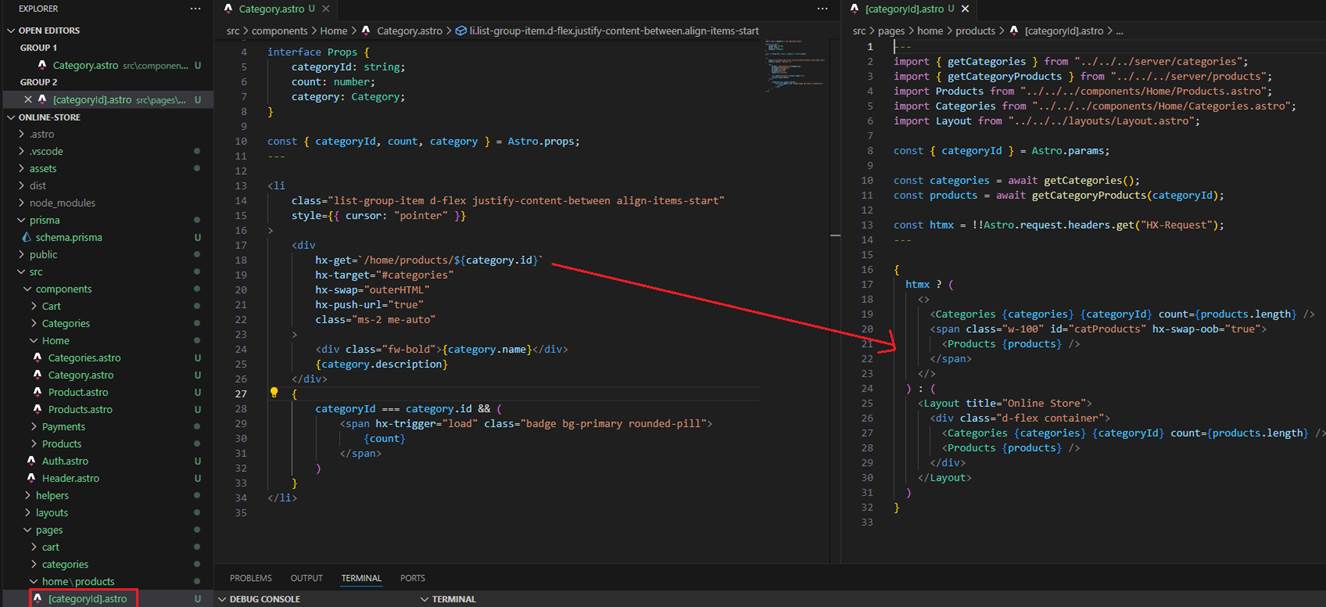 EXPLORER ...
OPEN EDITORS
GROUP 1
Category.astro src\componen... U
GROUP 2
[categoryId].astro src\pages\... U
ONLINE-STORE
.astro
.vscode
assets
dist
node_modules
prisma
schema.prisma U
public
src
components
Cart
Categories
Home
Categories.astro U
Category.astro U
Product.astro U
Products.astro U
Payments
Products
Auth.astro U
Header.astro U
helpers
layouts
pages
cart
categories
home\products
[categoryId].astro U
Category.astro U
...
src > components > Home > Category.astro > li.list-group-item.d-flex.justify-content-between.align-items-start
4 interface Props {
5 categoryId: string;
6 count: number;
7 category: Category;
8 }
9
10 const { categoryId, count, category } = Astro.props;
11 ---
12
13 <li
14 class="list-group-item d-flex justify-content-between align-items-start"
15 style={{ cursor: "pointer" }}
16 >
17 <div
18 hx-get=`/home/products/${category.id}`
19 hx-target="#categories"
20 hx-swap="outerHTML"
21 hx-push-url="true"
22 class="ms-2 me-auto"
23 >
24 <div class="fw-bold">{category.name}</div>
25 {category.description}
26 </div>
27 {
28 categoryId === category.id && (
29 <span hx-trigger="load" class="badge bg-primary rounded-pill">
30 {count}
31 </span>
32 )
33 }
34 </li>
35
[categoryId].astro U
src > pages > home > products > [categoryId].astro > ...
1 ---
2 import { getCategories } from "../../../server/categories";
3 import { getCategoryProducts } from "../../../server/products";
4 import Products from "../../../components/Home/Products.astro";
5 import Categories from "../../../components/Home/Categories.astro";
6 import Layout from "../../../layouts/Layout.astro";
7
8 const { categoryId } = Astro.params;
9
10 const categories = await getCategories();
11 const products = await getCategoryProducts(categoryId);
12
13 const htmx = !!Astro.request.headers.get("HX-Request");
14 ---
15
16 {
17 htmx ? (
18 <>
19 <Categories {categories} {categoryId} count={products.length} />
20 <span class="w-100" id="catProducts" hx-swap-oob="true">
21 <Products {products} />
22 </span>
23 </>
24 ) : (
25 <Layout title="Online Store">
26 <div class="d-flex container">
27 <Categories {categories} {categoryId} count={products.length} />
28 <Products {products} />
29 </div>
30 </Layout>
31 )
32 }
33
PROBLEMS OUTPUT TERMINAL PORTS
DEBUG CONSOLE TERMINAL